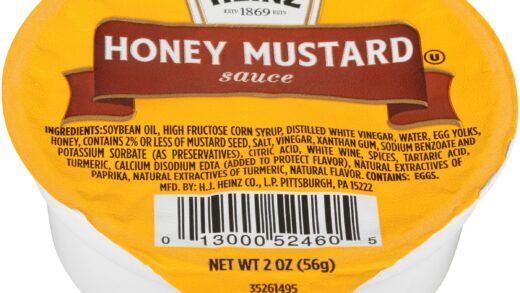 HEINZ
ESTD 1869
HONEY MUSTARD
sauce
U
INGREDIENTS:SOYBEAN OIL, HIGH FRUCTOSE CORN SYRUP, DISTILLED WHITE VINEGAR, WATER, EGG YOLKS,
HONEY, CONTAINS 2% OR LESS OF MUSTARD SEED, SALT, VINEGAR, XANTHAN GUM, SODIUM BENZOATE AND
POTASSIUM SORBATE (AS PRESERVATIVES), CITRIC ACID, WHITE WINE, SPICES, TARTARIC ACID,
TURMERIC, CALCIUM DISODIUM EDTA (ADDED TO PROTECT FLAVOR), NATURAL EXTRACTIVES OF
PAPRIKA, NATURAL EXTRACTIVES OF TURMERIC, NATURAL FLAVOR. CONTAINS: EGGS.
MFD. BY: H.J. HEINZ CO., L.P. PITTSBURGH, PA 15222
0 13000 52460 5
NET WT 2 OZ (56g)
35261495